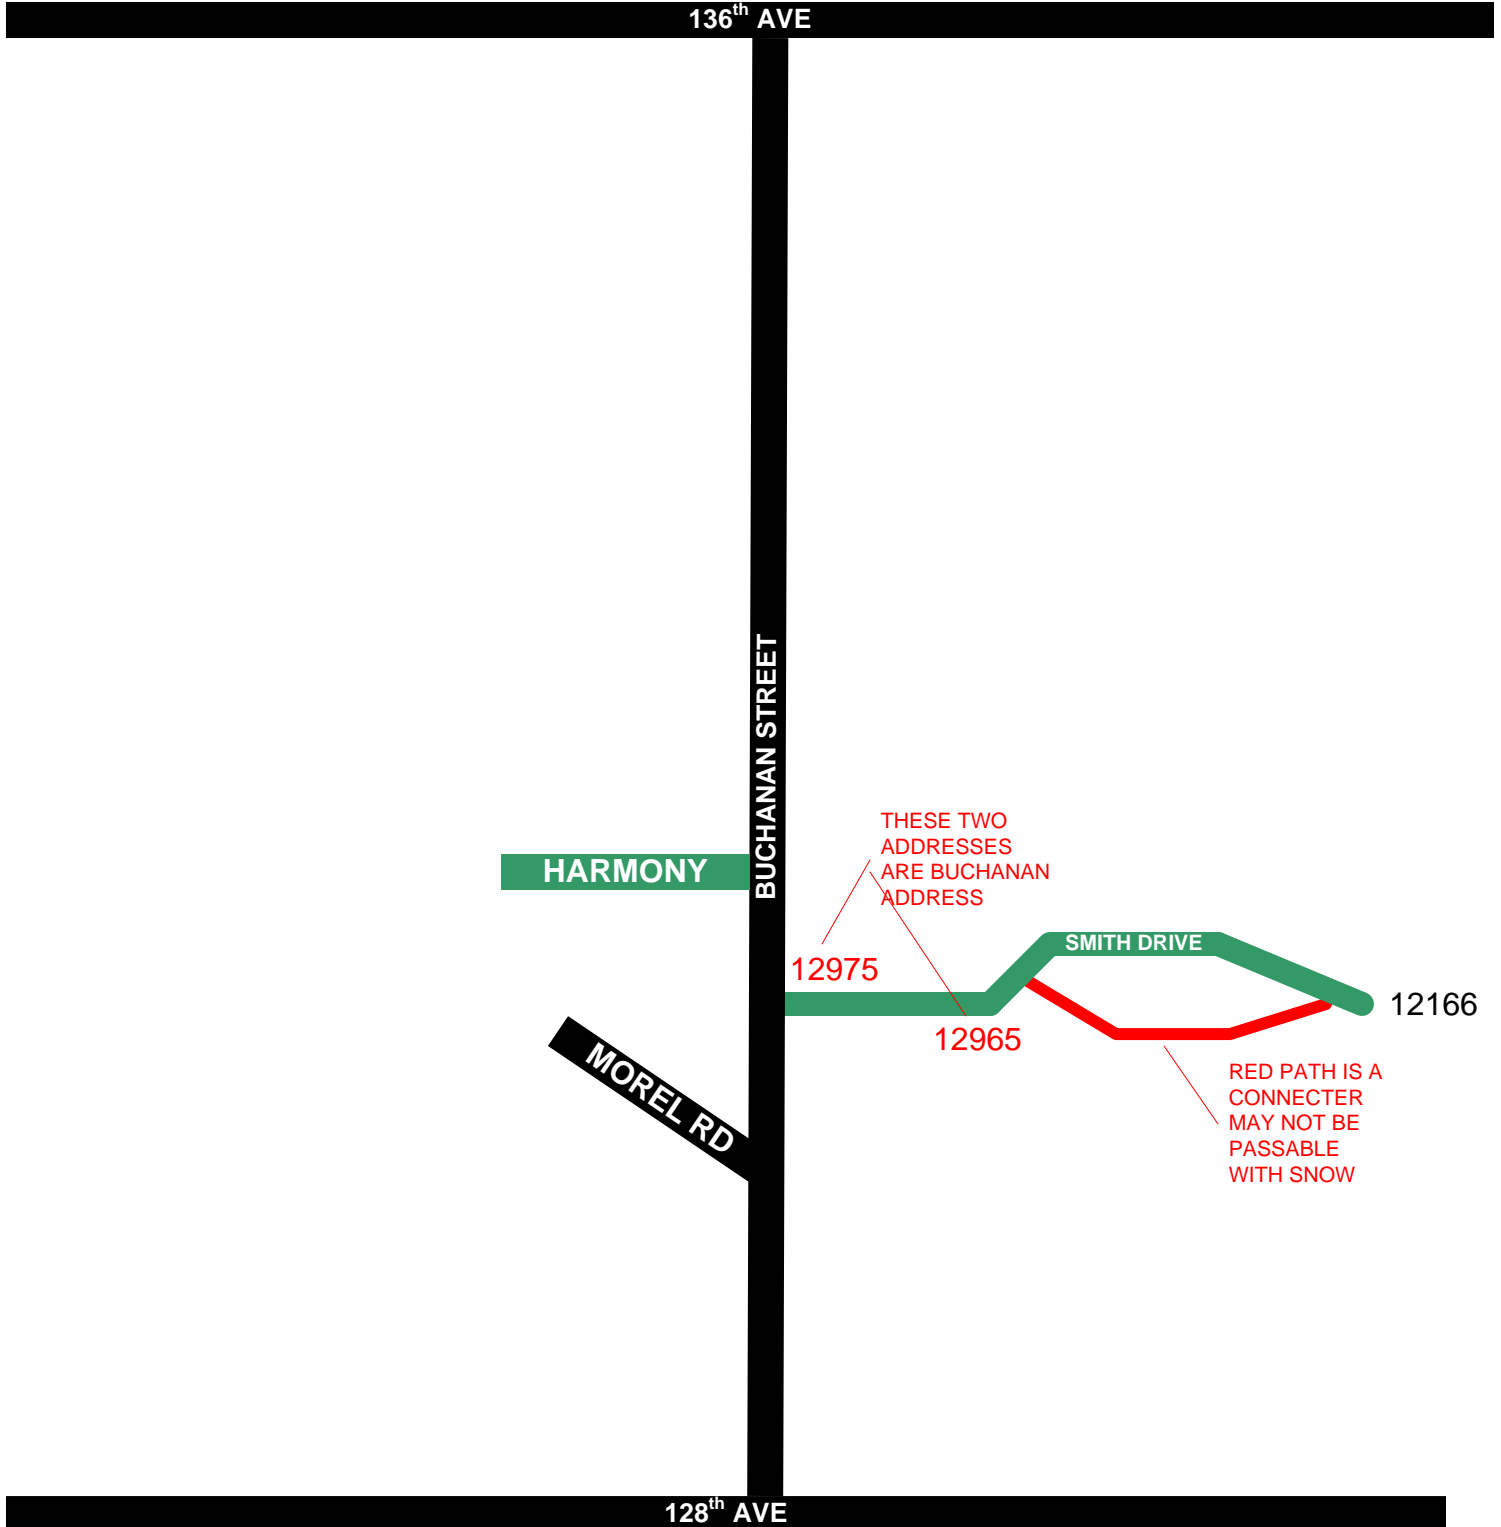 136th AVE
BUCHANAN STREET
THESE TWO
ADDRESSES
ARE BUCHANAN
ADDRESS
HARMONY
SMITH DRIVE
12975
12166
12965
MOREL RD
RED PATH IS A
CONNECTER
MAY NOT BE
PASSABLE
WITH SNOW
128th AVE